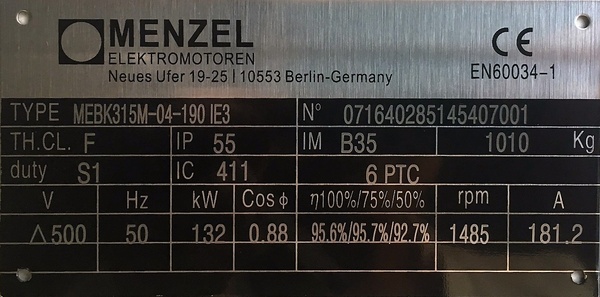 MENZEL
ELEKTROMOTOREN
Neues Ufer 19-25 | 10553 Berlin-Germany
CE
EN60034-1
TYPE MEBK315M-04-190 IE3 N° 071640285145407001
TH.CL. F IP 55 IM B35 1010 Kg
duty S1 IC 411 6 PTC
V Hz kW Cosϕ η100%/75%/50% rpm A
Δ500 50 132 0.88 95.6%/95.7%/92.7% 1485 181.2